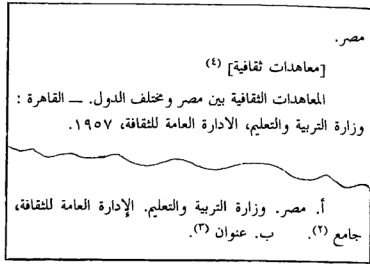 مصر.
[معاهدات ثقافية] (٤)
المعاهدات الثقافية بين مصر ومختلف الدول. ــ القاهرة :
وزارة التربية والتعليم، الادارة العامة للثقافة، ١٩٥٧.
أ. مصر. وزارة التربية والتعليم. الإدارة العامة للثقافة،
جامع (٢). ب. عنوان (٣).